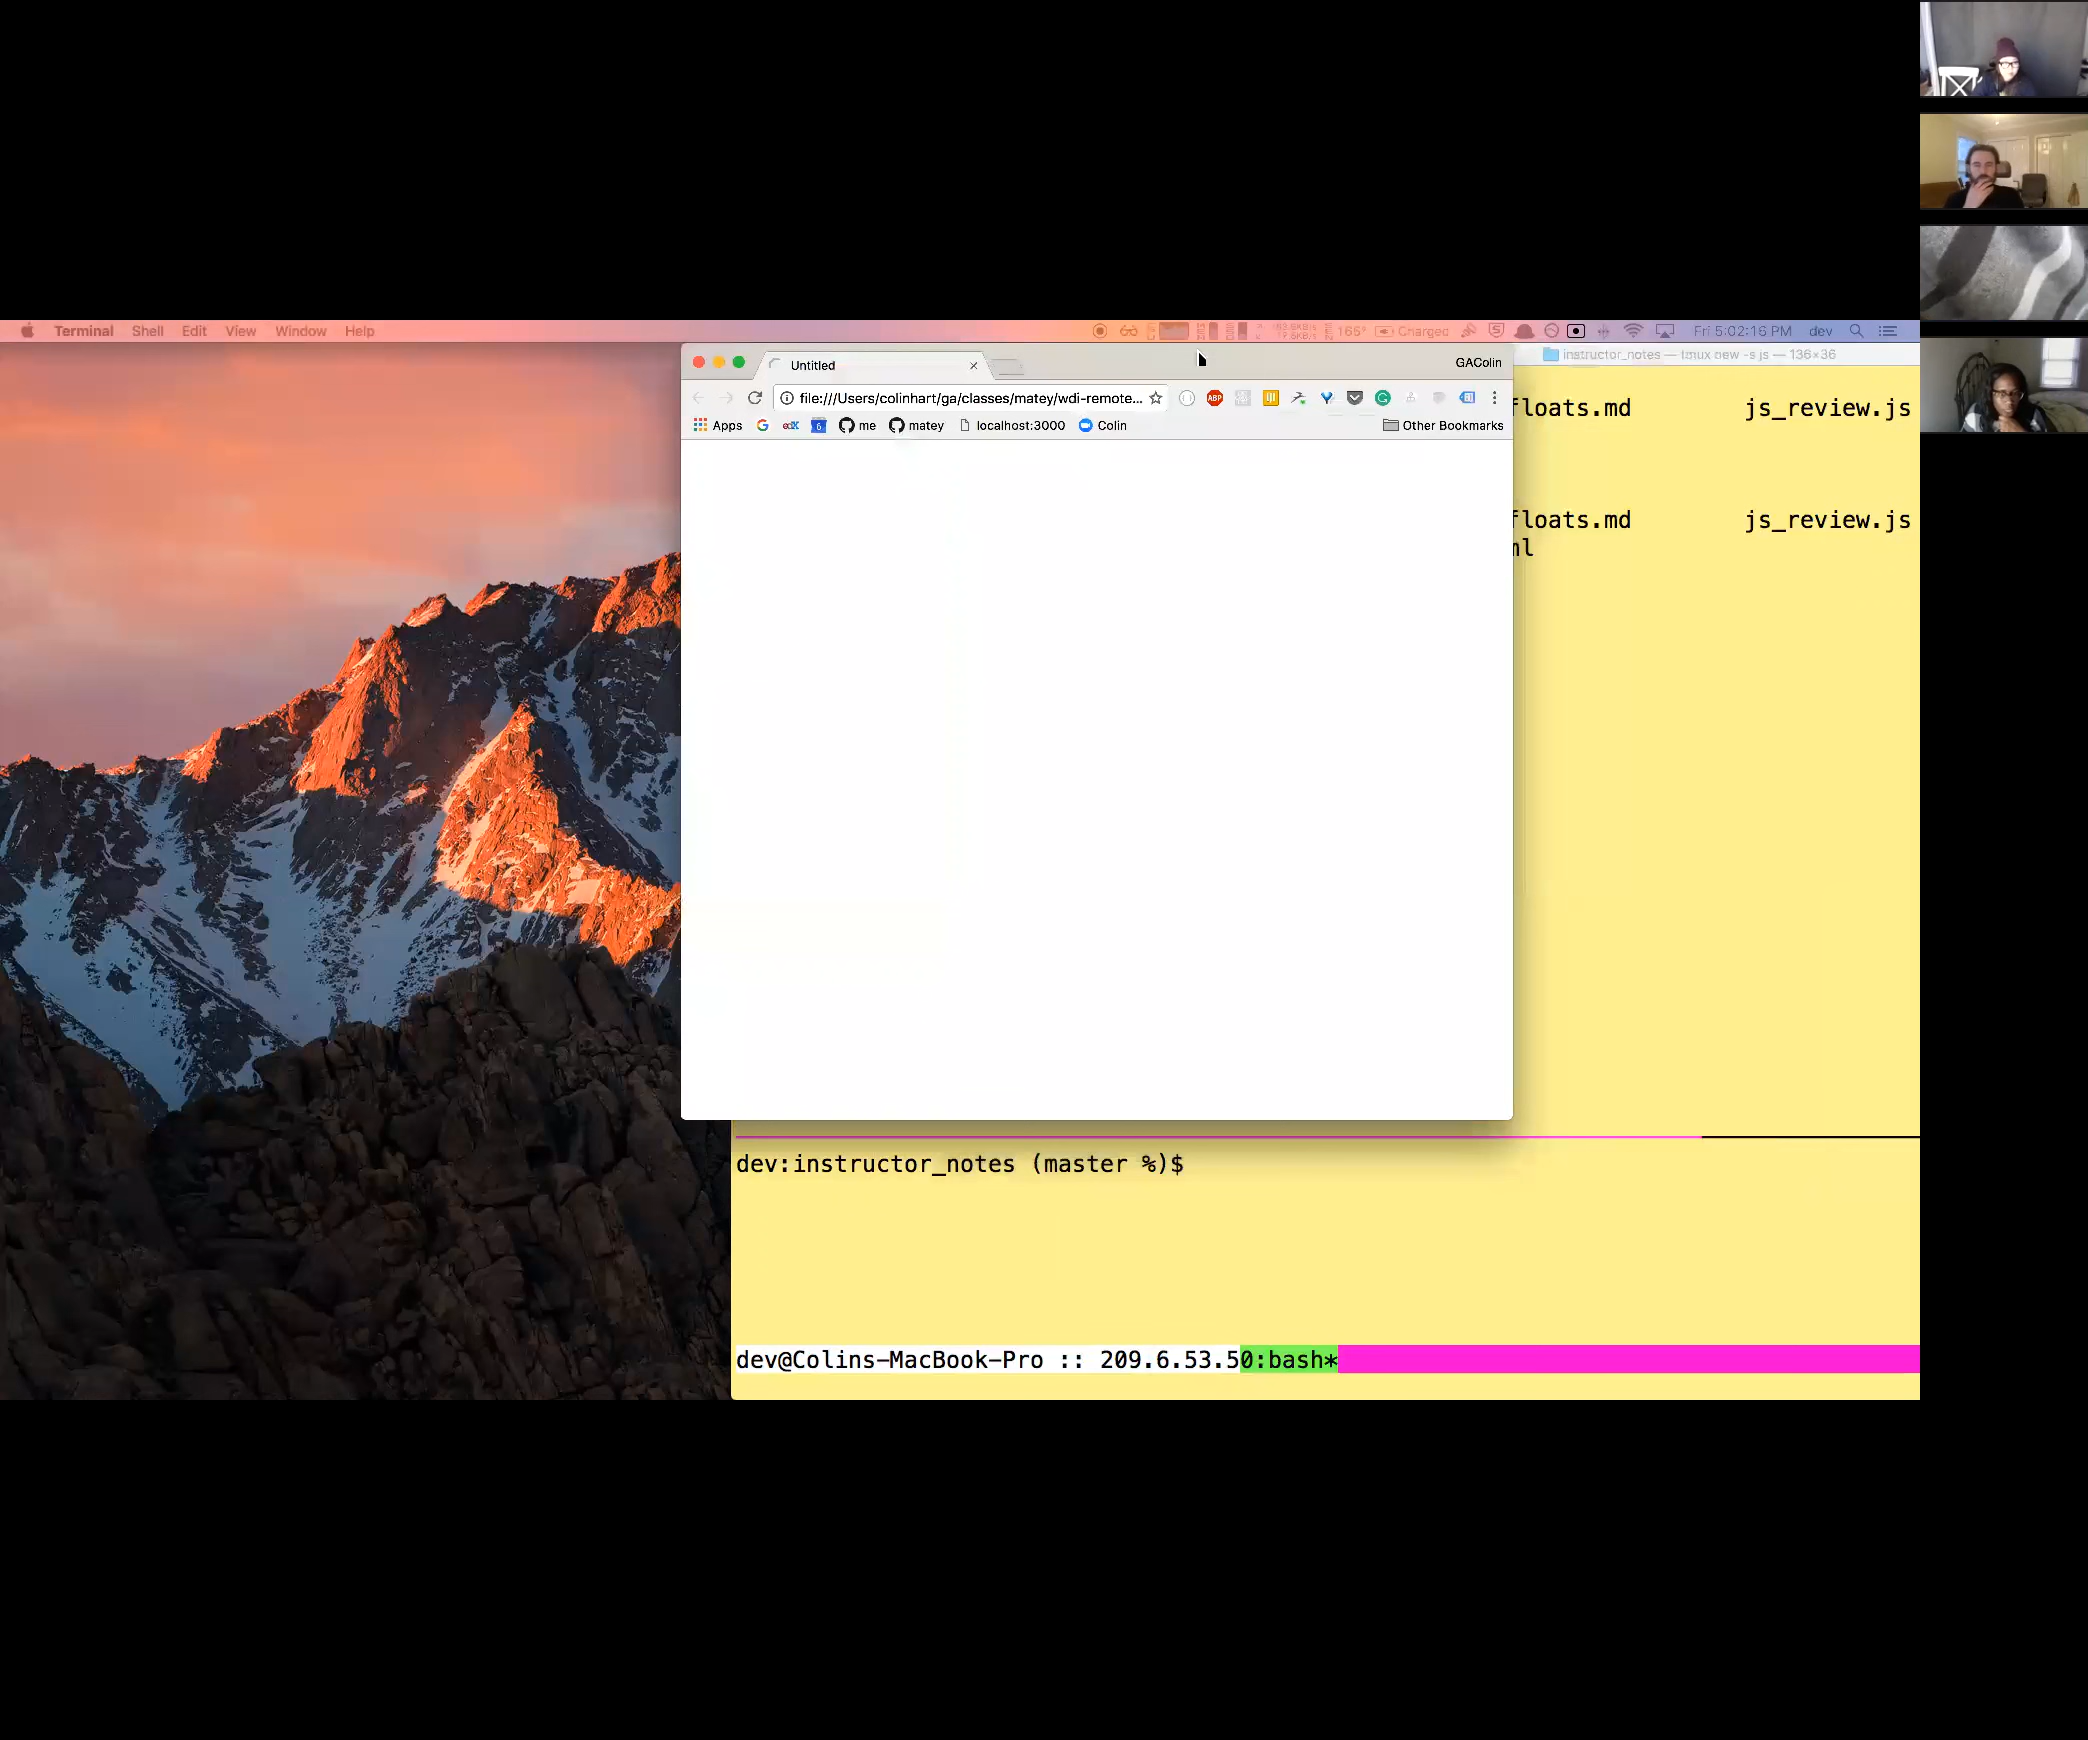 Terminal Shell Edit View Window Help
165° Charged Fri 5:02:16 PM dev
Untitled
GAColin
instructor_notes — tmux new -s js — 136×36
file:///Users/colinhart/ga/classes/matey/wdi-remote...
ABP
Apps me matey localhost:3000 Colin Other Bookmarks
floats.md js_review.js
floats.md js_review.js
ml
dev:instructor_notes (master %)$
dev@Colins-MacBook-Pro :: 209.6.53.50:bash*